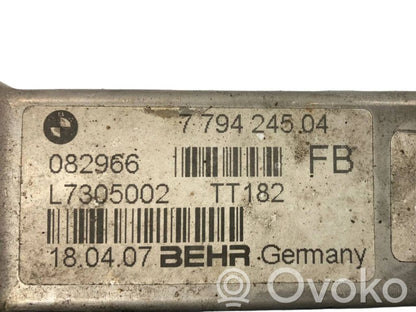 7 794 245.04
082966 FB
L7305002 TT182
18.04.07 BEHR Germany
Ovoko